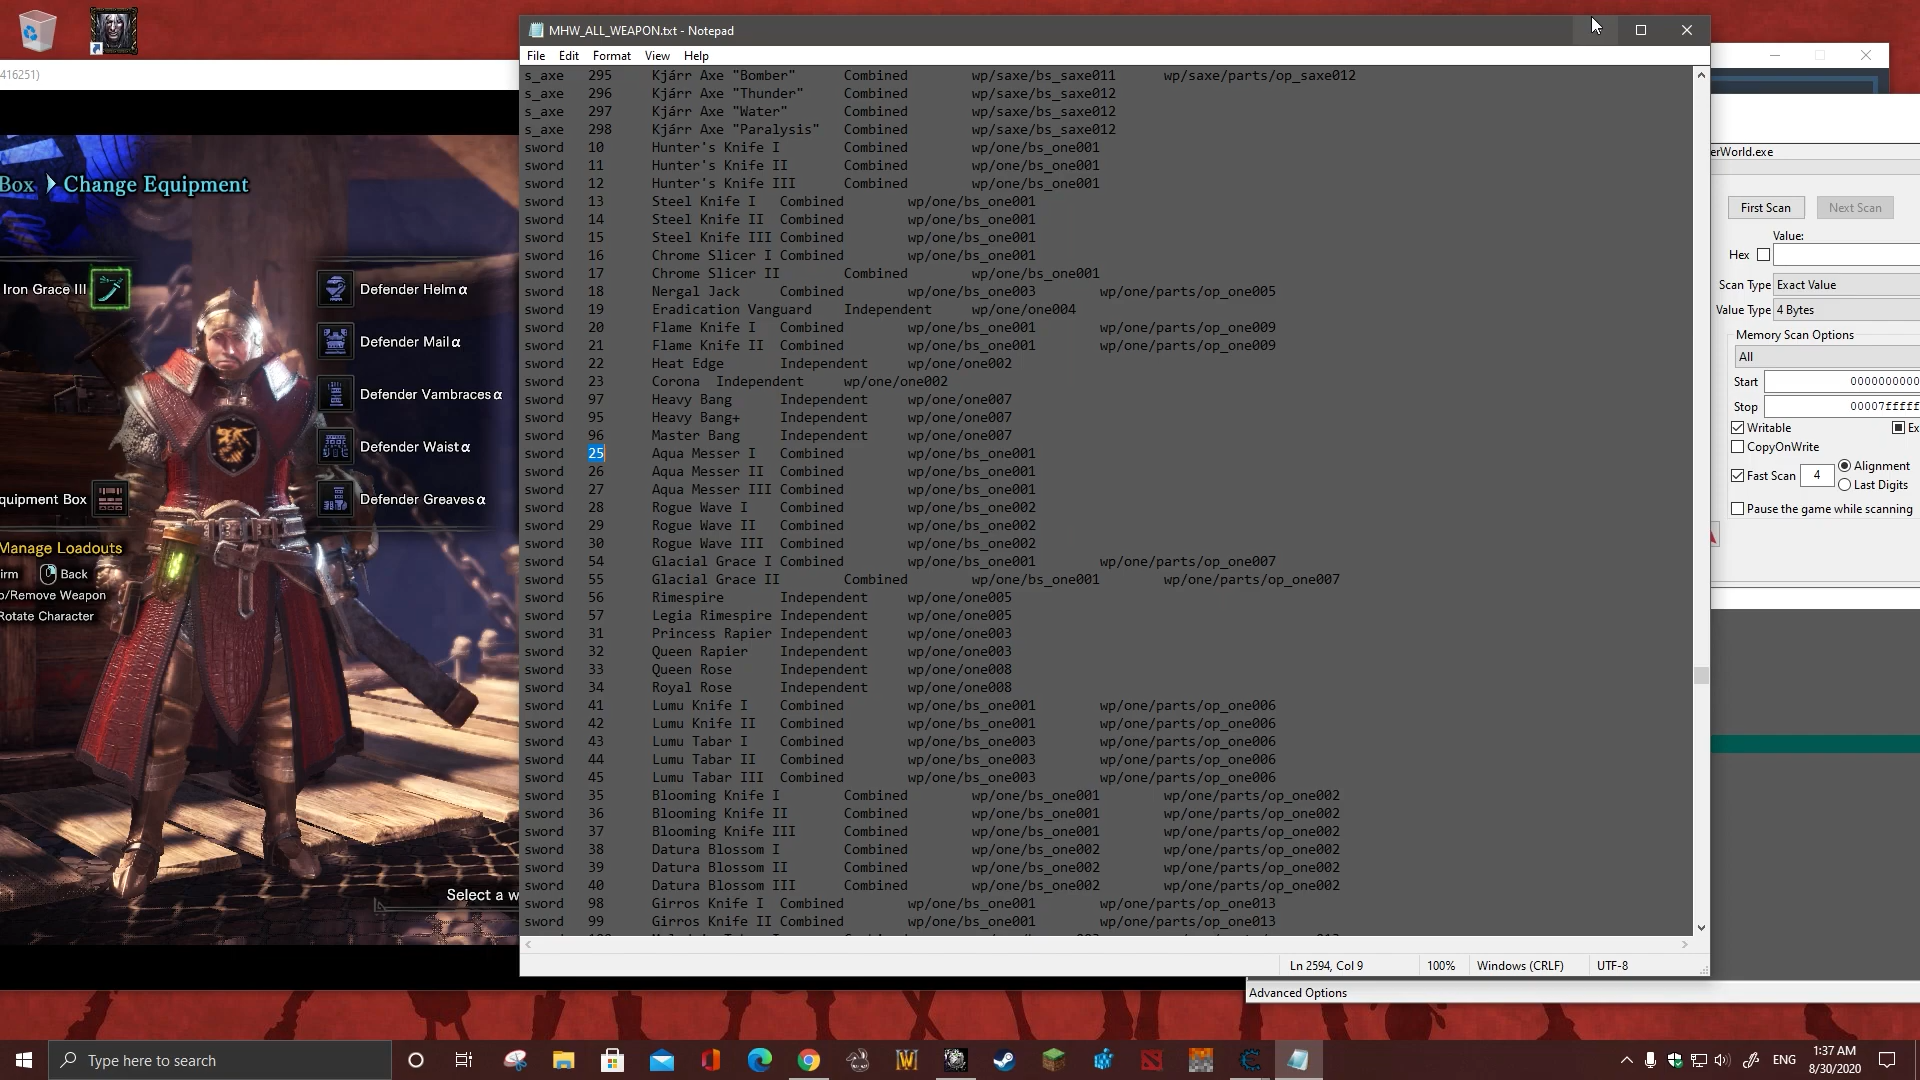 MHW_ALL_WEAPON.txt - Notepad
File Edit Format View Help
s_axe 295 Kjárr Axe "Bomber" Combined wp/saxe/bs_saxe011 wp/saxe/parts/op_saxe012
s_axe 296 Kjárr Axe "Thunder" Combined wp/saxe/bs_saxe012
s_axe 297 Kjárr Axe "Water" Combined wp/saxe/bs_saxe012
s_axe 298 Kjárr Axe "Paralysis" Combined wp/saxe/bs_saxe012
sword 10 Hunter's Knife I Combined wp/one/bs_one001
sword 11 Hunter's Knife II Combined wp/one/bs_one001
sword 12 Hunter's Knife III Combined wp/one/bs_one001
sword 13 Steel Knife I Combined wp/one/bs_one001
sword 14 Steel Knife II Combined wp/one/bs_one001
sword 15 Steel Knife III Combined wp/one/bs_one001
sword 16 Chrome Slicer I Combined wp/one/bs_one001
sword 17 Chrome Slicer II Combined wp/one/bs_one001
sword 18 Nergal Jack Combined wp/one/bs_one003 wp/one/parts/op_one005
sword 19 Eradication Vanguard Independent wp/one/one004
sword 20 Flame Knife I Combined wp/one/bs_one001 wp/one/parts/op_one009
sword 21 Flame Knife II Combined wp/one/bs_one001 wp/one/parts/op_one009
sword 22 Heat Edge Independent wp/one/one002
sword 23 Corona Independent wp/one/one002
sword 97 Heavy Bang Independent wp/one/one007
sword 95 Heavy Bang+ Independent wp/one/one007
sword 96 Master Bang Independent wp/one/one007
sword 25 Aqua Messer I Combined wp/one/bs_one001
sword 26 Aqua Messer II Combined wp/one/bs_one001
sword 27 Aqua Messer III Combined wp/one/bs_one001
sword 28 Rogue Wave I Combined wp/one/bs_one002
sword 29 Rogue Wave II Combined wp/one/bs_one002
sword 30 Rogue Wave III Combined wp/one/bs_one002
sword 54 Glacial Grace I Combined wp/one/bs_one001 wp/one/parts/op_one007
sword 55 Glacial Grace II Combined wp/one/bs_one001 wp/one/parts/op_one007
sword 56 Rimespire Independent wp/one/one005
sword 57 Legia Rimespire Independent wp/one/one005
sword 31 Princess Rapier Independent wp/one/one003
sword 32 Queen Rapier Independent wp/one/one003
sword 33 Queen Rose Independent wp/one/one008
sword 34 Royal Rose Independent wp/one/one008
sword 41 Lumu Knife I Combined wp/one/bs_one001 wp/one/parts/op_one006
sword 42 Lumu Knife II Combined wp/one/bs_one001 wp/one/parts/op_one006
sword 43 Lumu Tabar I Combined wp/one/bs_one003 wp/one/parts/op_one006
sword 44 Lumu Tabar II Combined wp/one/bs_one003 wp/one/parts/op_one006
sword 45 Lumu Tabar III Combined wp/one/bs_one003 wp/one/parts/op_one006
sword 35 Blooming Knife I Combined wp/one/bs_one001 wp/one/parts/op_one002
sword 36 Blooming Knife II Combined wp/one/bs_one001 wp/one/parts/op_one002
sword 37 Blooming Knife III Combined wp/one/bs_one001 wp/one/parts/op_one002
sword 38 Datura Blossom I Combined wp/one/bs_one002 wp/one/parts/op_one002
sword 39 Datura Blossom II Combined wp/one/bs_one002 wp/one/parts/op_one002
sword 40 Datura Blossom III Combined wp/one/bs_one002 wp/one/parts/op_one002
sword 98 Girros Knife I Combined wp/one/bs_one001 wp/one/parts/op_one013
sword 99 Girros Knife II Combined wp/one/bs_one001 wp/one/parts/op_one013
Ln 2594, Col 9 100% Windows (CRLF) UTF-8
416251)
Box Change Equipment
Iron Grace III
Defender Helm α
Defender Mail α
Defender Vambraces α
Defender Waist α
quipment Box
Defender Greaves α
Manage Loadouts
irm Back
p/Remove Weapon
Rotate Character
Select a w
erWorld.exe
First Scan Next Scan
Value:
Hex
Scan Type Exact Value
Value Type 4 Bytes
Memory Scan Options
All
Start 0000000000
Stop 00007fffff
Writable Ex
CopyOnWrite
Fast Scan 4 Alignment
Last Digits
Pause the game while scanning
Advanced Options
Type here to search
ENG
1:37 AM
8/30/2020